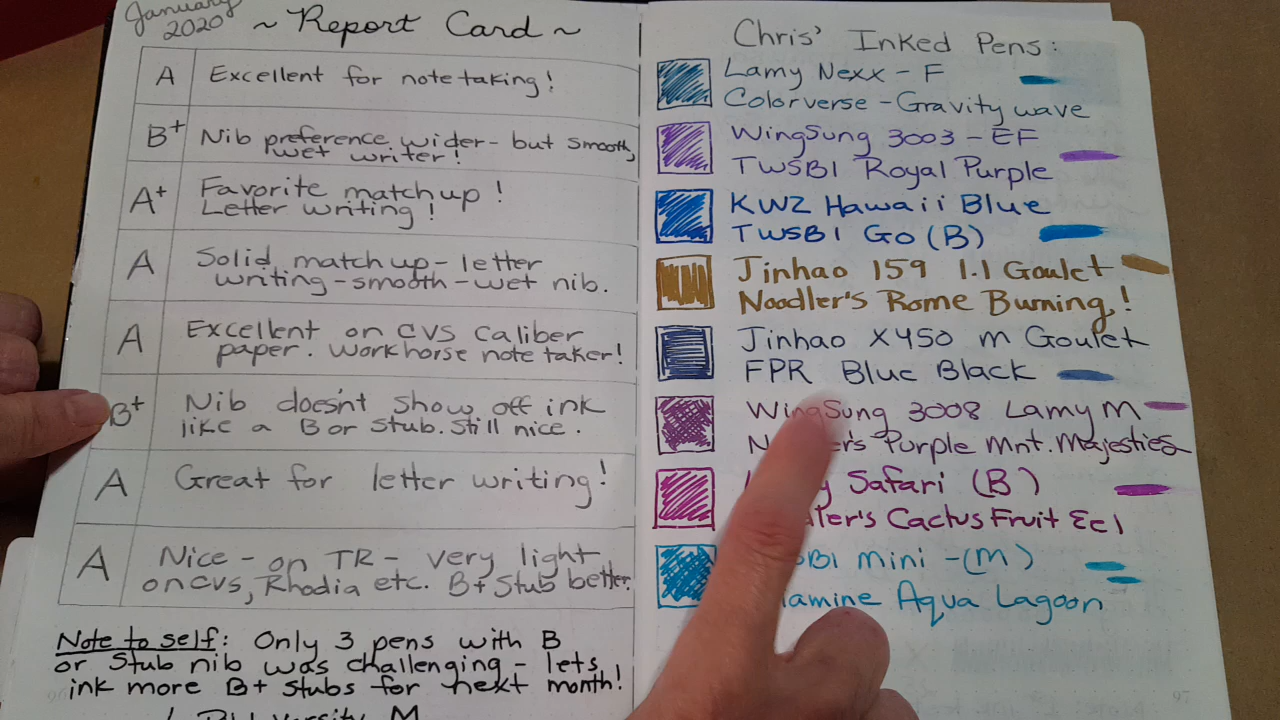 January
2020
~ Report Card ~
A Excellent for note taking!
B+ Nib preference wider - but smooth,
wet writer!
A+ Favorite match up!
Letter writing!
A Solid match up - letter
writing - smooth - wet nib.
A Excellent on CVS caliber
paper. Workhorse note taker!
B+ Nib doesn't show off ink
like a B or Stub. Still nice.
A Great for letter writing!
A Nice - on TR - very light
on CVS, Rhodia etc. B + Stub better.
Note to self: Only 3 pens with B
or Stub nib was challenging - lets
ink more B + Stubs for next month!
M
Chris' Inked Pens:
Lamy Nexx - F
Colorverse - Gravity wave
WingSung 3003 - EF
TWSBI Royal Purple
KWZ Hawaii Blue
TWSBI Go (B)
Jinhao 159 1.1 Goulet
Noodler's Rome Burning!
Jinhao X450 m Goulet
FPR Blue Black
WingSung 3008 Lamy M
Purple Mnt. Majesties
Safari (B)
Cactus Fruit Eel
Mini - (M)
Aqua Lagoon